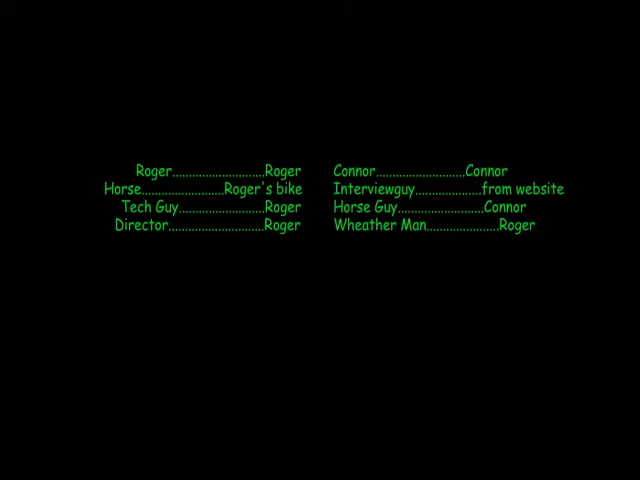 Roger............................Roger
Horse.........................Roger's bike
Tech Guy..........................Roger
Director.............................Roger
Connor...........................Connor
Interviewguy....................from website
Horse Guy..........................Connor
Wheather Man......................Roger